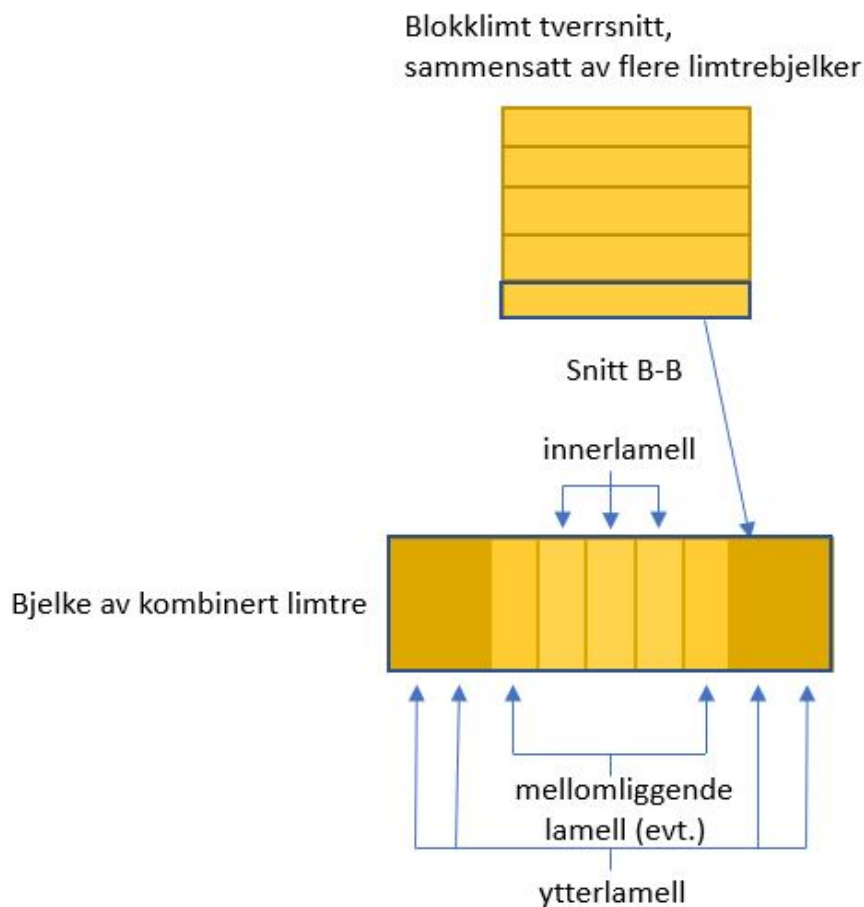 Blokklimt tverrsnitt,
sammensatt av flere limtrebjelker
Snitt B-B
innerlamell
Bjelke av kombinert limtre
mellomliggende
lamell (evt.)
ytterlamell